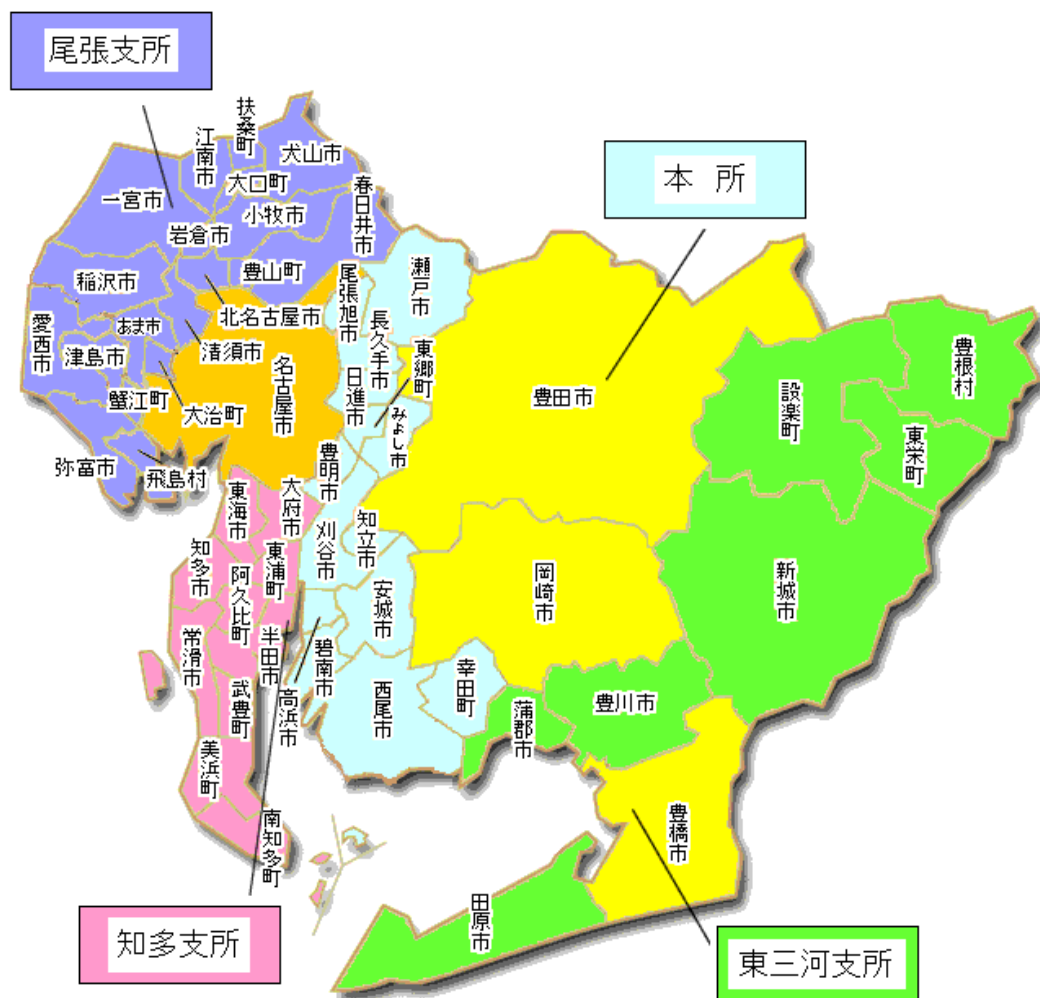 尾張支所
本 所
扶桑町
江南市
犬山市
大口町
一宮市
春日井市
小牧市
岩倉市
瀬戸市
豊山町
尾張旭市
稲沢市
北名古屋市
長久手市
あま市
愛西市
津島市
清須市
東郷町
豊根村
名古屋市
日進市
設楽町
蟹江町
大治町
豊田市
みよし市
東栄町
豊明市
弥富市
飛島村
大府市
東海市
知立市
刈谷市
知多市
東浦町
阿久比町
岡崎市
新城市
安城市
常滑市
半田市
碧南市
高浜市
西尾市
幸田町
蒲郡市
豊川市
武豊町
美浜町
南知多町
豊橋市
田原市
知多支所
東三河支所